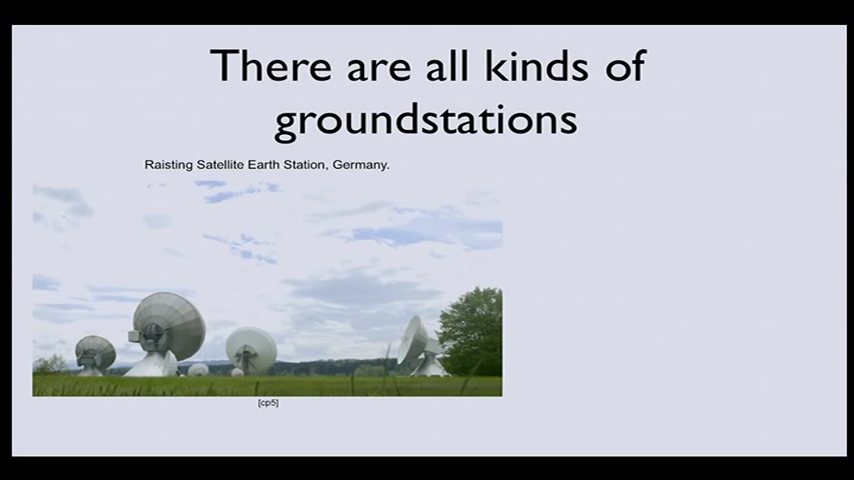 There are all kinds of
groundstations
Raisting Satellite Earth Station, Germany.
[cp5]